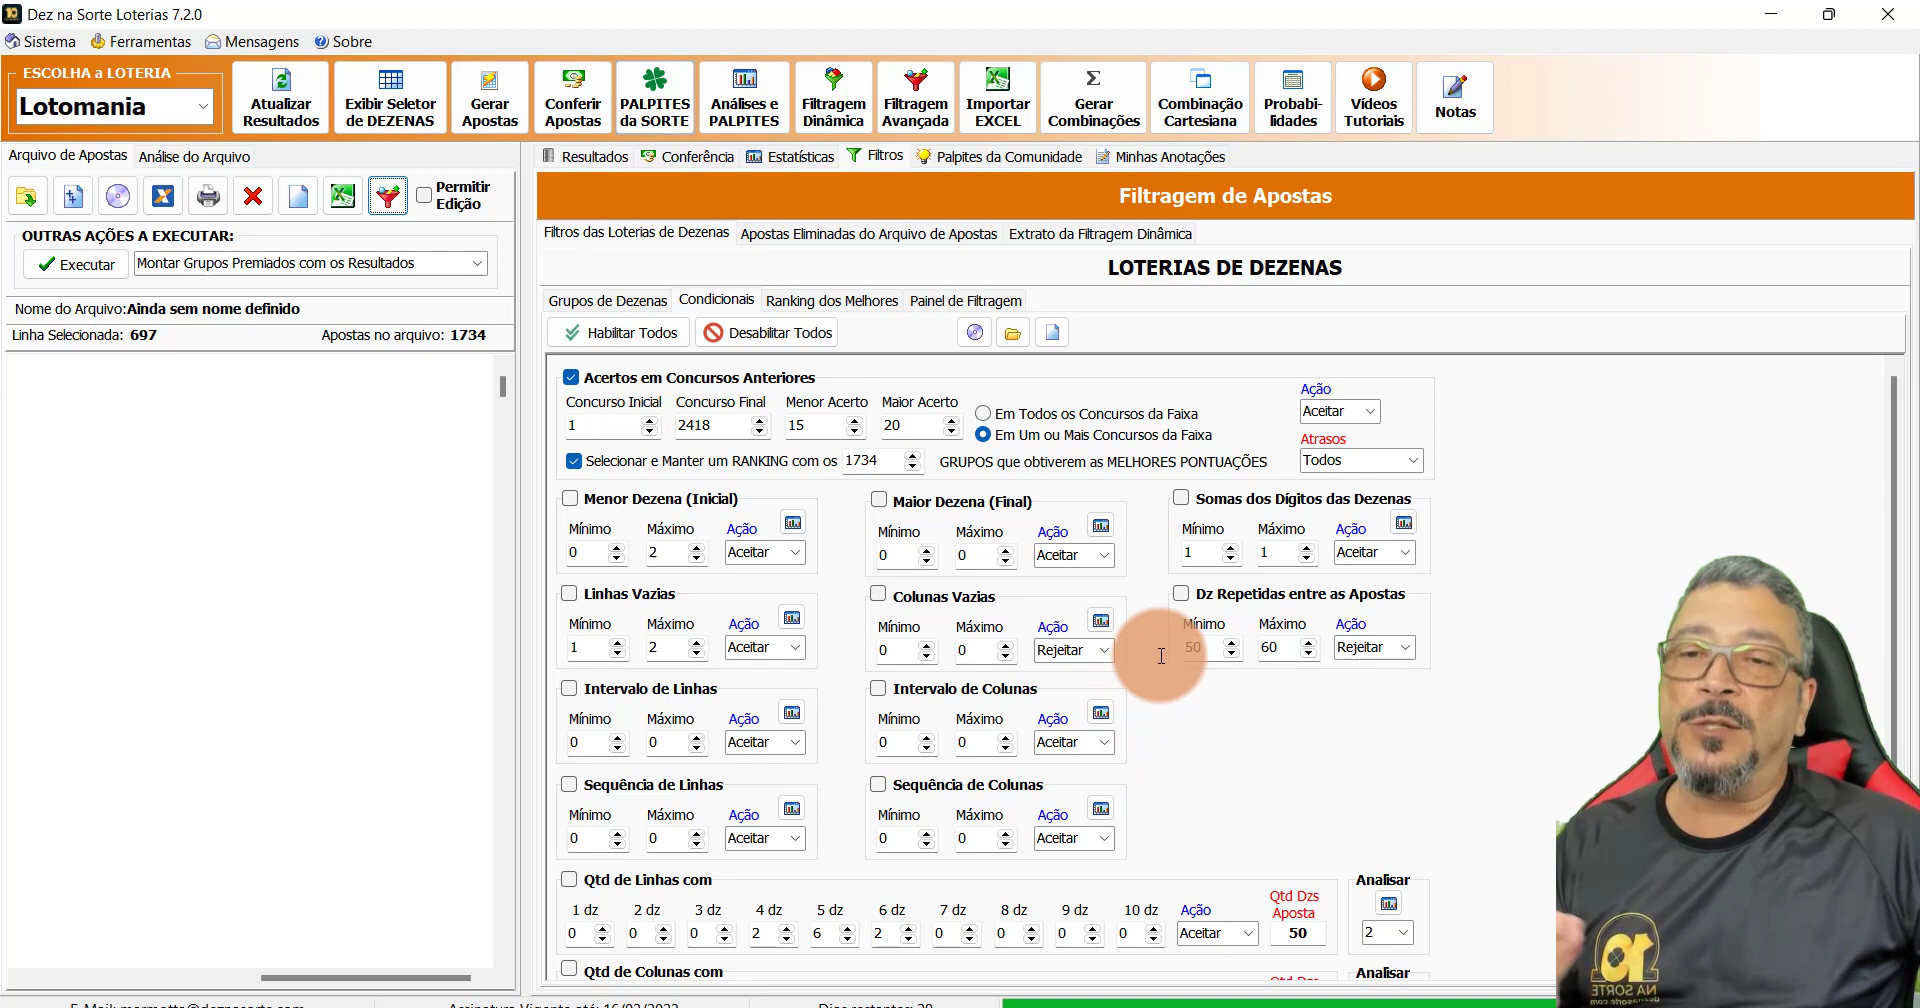 Dez na Sorte Loterias 7.2.0
Sistema Ferramentas Mensagens Sobre
ESCOLHA a LOTERIA
Lotomania
Atualizar Resultados
Exibir Seletor de DEZENAS
Gerar Apostas
Conferir Apostas
PALPITES da SORTE
Análises e PALPITES
Filtragem Dinâmica
Filtragem Avançada
Importar EXCEL
Gerar Combinações
Combinação Cartesiana
Probabi-lidades
Vídeos Tutoriais
Notas
Arquivo de Apostas Análise do Arquivo
Permitir Edição
OUTRAS AÇÕES A EXECUTAR:
Executar Montar Grupos Premiados com os Resultados
Nome do Arquivo:Ainda sem nome definido
Linha Selecionada: 697 Apostas no arquivo: 1734
Resultados Conferência Estatísticas Filtros Palpites da Comunidade Minhas Anotações
Filtragem de Apostas
Filtros das Loterias de Dezenas Apostas Eliminadas do Arquivo de Apostas Extrato da Filtragem Dinâmica
LOTERIAS DE DEZENAS
Grupos de Dezenas Condicionais Ranking dos Melhores Painel de Filtragem
Habilitar Todos Desabilitar Todos
Acertos em Concursos Anteriores
Concurso Inicial Concurso Final Menor Acerto Maior Acerto
1 2418 15 20
Em Todos os Concursos da Faixa
Em Um ou Mais Concursos da Faixa
Ação
Aceitar
Atrasos
Todos
Selecionar e Manter um RANKING com os 1734 GRUPOS que obtiverem as MELHORES PONTUAÇÕES
Menor Dezena (Inicial)
Mínimo Máximo Ação
0 2 Aceitar
Maior Dezena (Final)
Mínimo Máximo Ação
0 0 Aceitar
Somas dos Dígitos das Dezenas
Mínimo Máximo Ação
1 1 Aceitar
Linhas Vazias
Mínimo Máximo Ação
1 2 Aceitar
Colunas Vazias
Mínimo Máximo Ação
0 0 Rejeitar
Dz Repetidas entre as Apostas
Mínimo Máximo Ação
50 60 Rejeitar
Intervalo de Linhas
Mínimo Máximo Ação
0 0 Aceitar
Intervalo de Colunas
Mínimo Máximo Ação
0 0 Aceitar
Sequência de Linhas
Mínimo Máximo Ação
0 0 Aceitar
Sequência de Colunas
Mínimo Máximo Ação
0 0 Aceitar
Qtd de Linhas com
1 dz 2 dz 3 dz 4 dz 5 dz 6 dz 7 dz 8 dz 9 dz 10 dz Ação
0 0 0 2 6 2 0 0 0 0 Aceitar
Qtd Dzs
Aposta
50
Analisar
2
Qtd de Colunas com
Analisar
NA SORTE